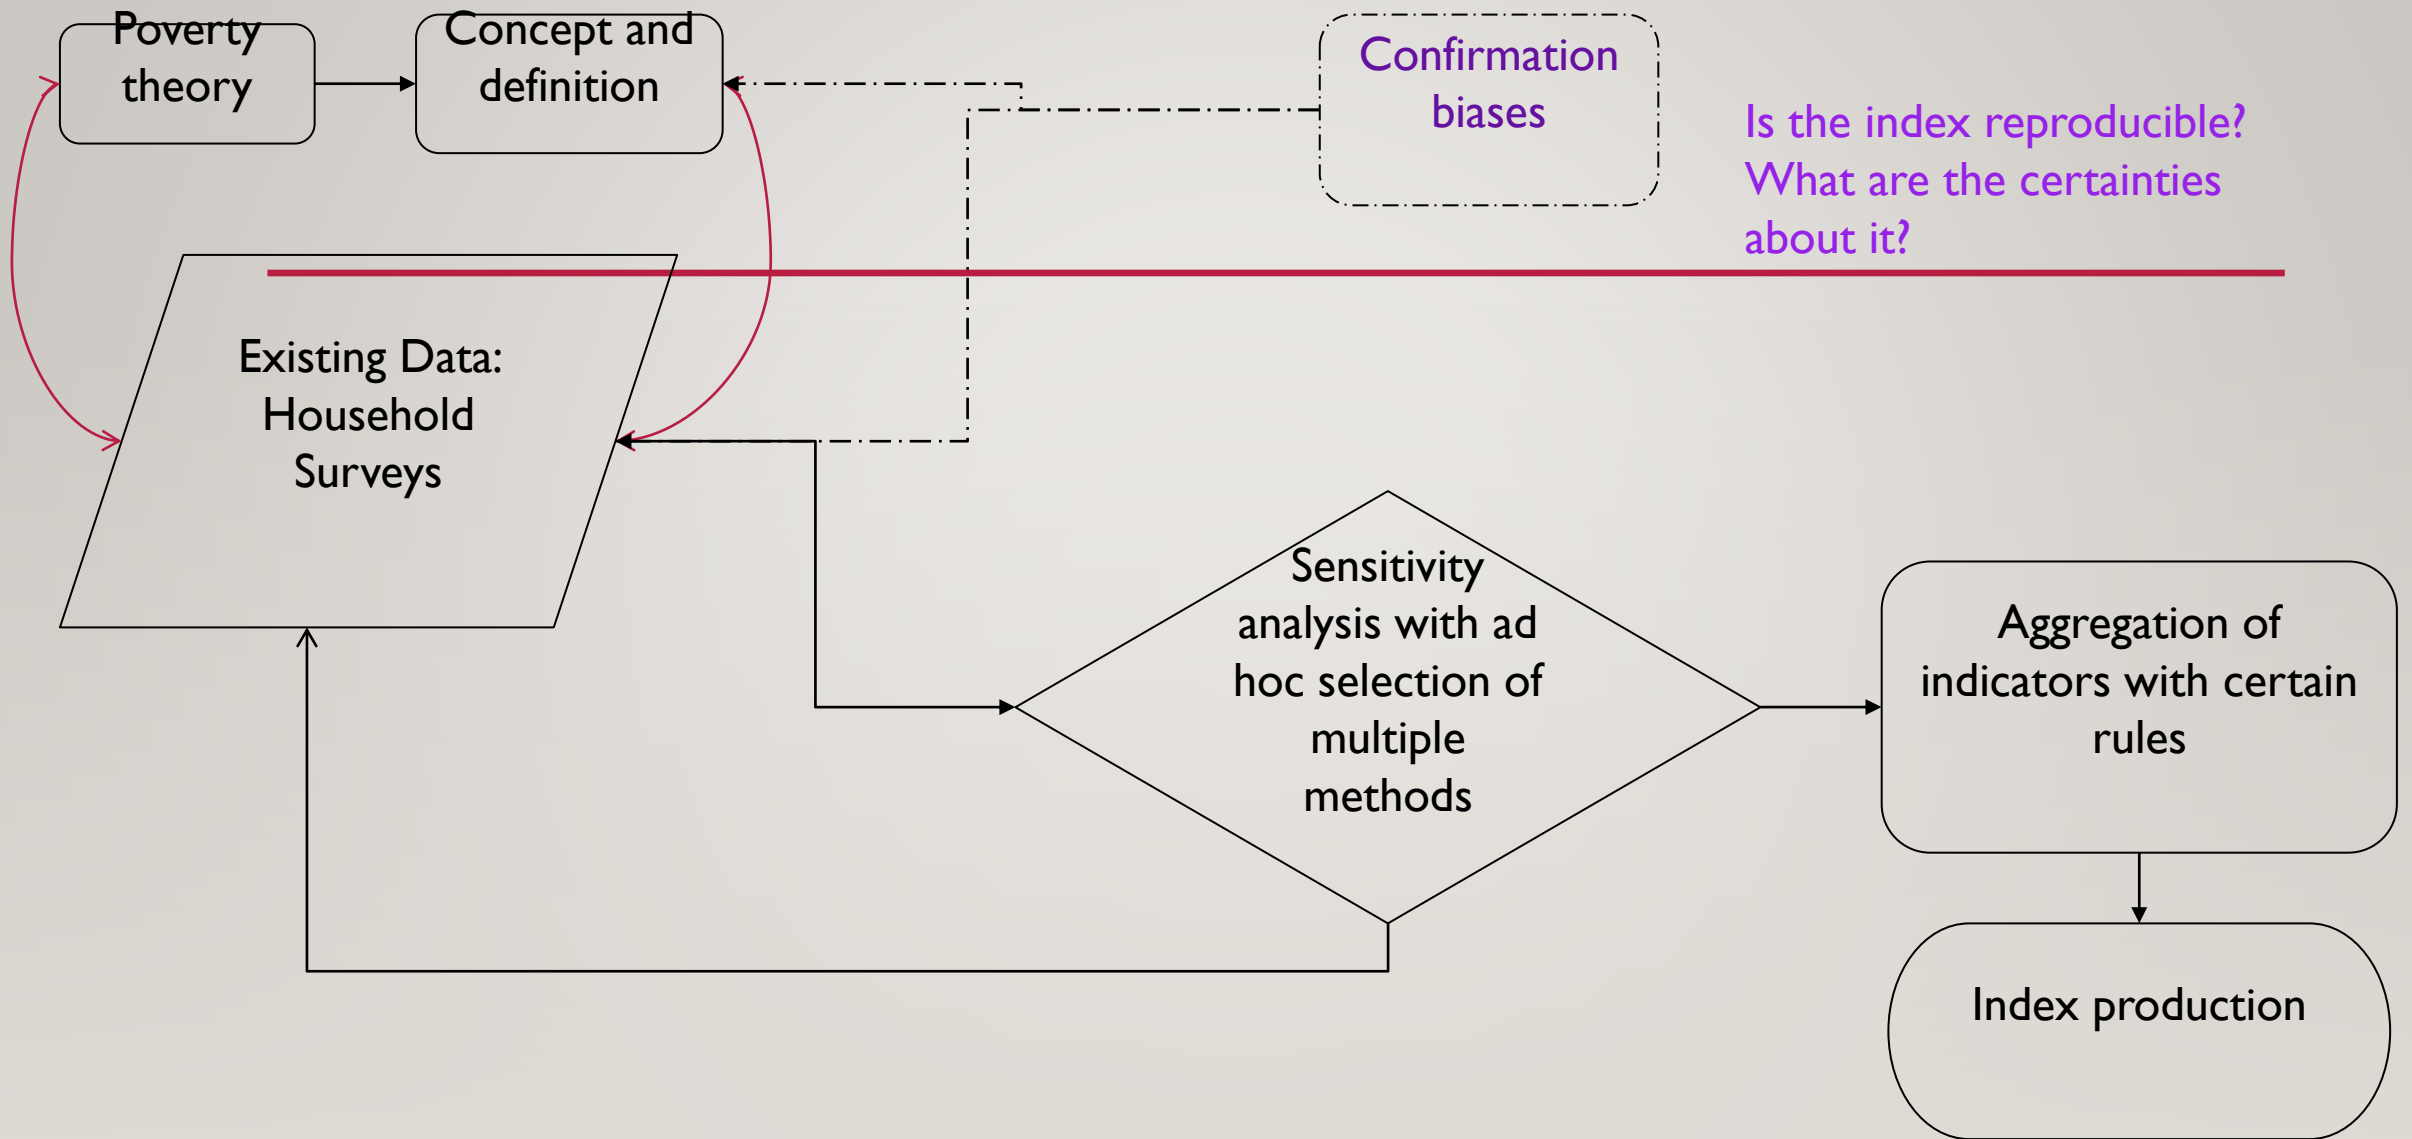 Poverty
theory
Concept and
definition
Confirmation
biases
Is the index reproducible?
What are the certainties
about it?
Existing Data:
Household
Surveys
Sensitivity
analysis with ad
hoc selection of
multiple
methods
Aggregation of
indicators with certain
rules
Index production